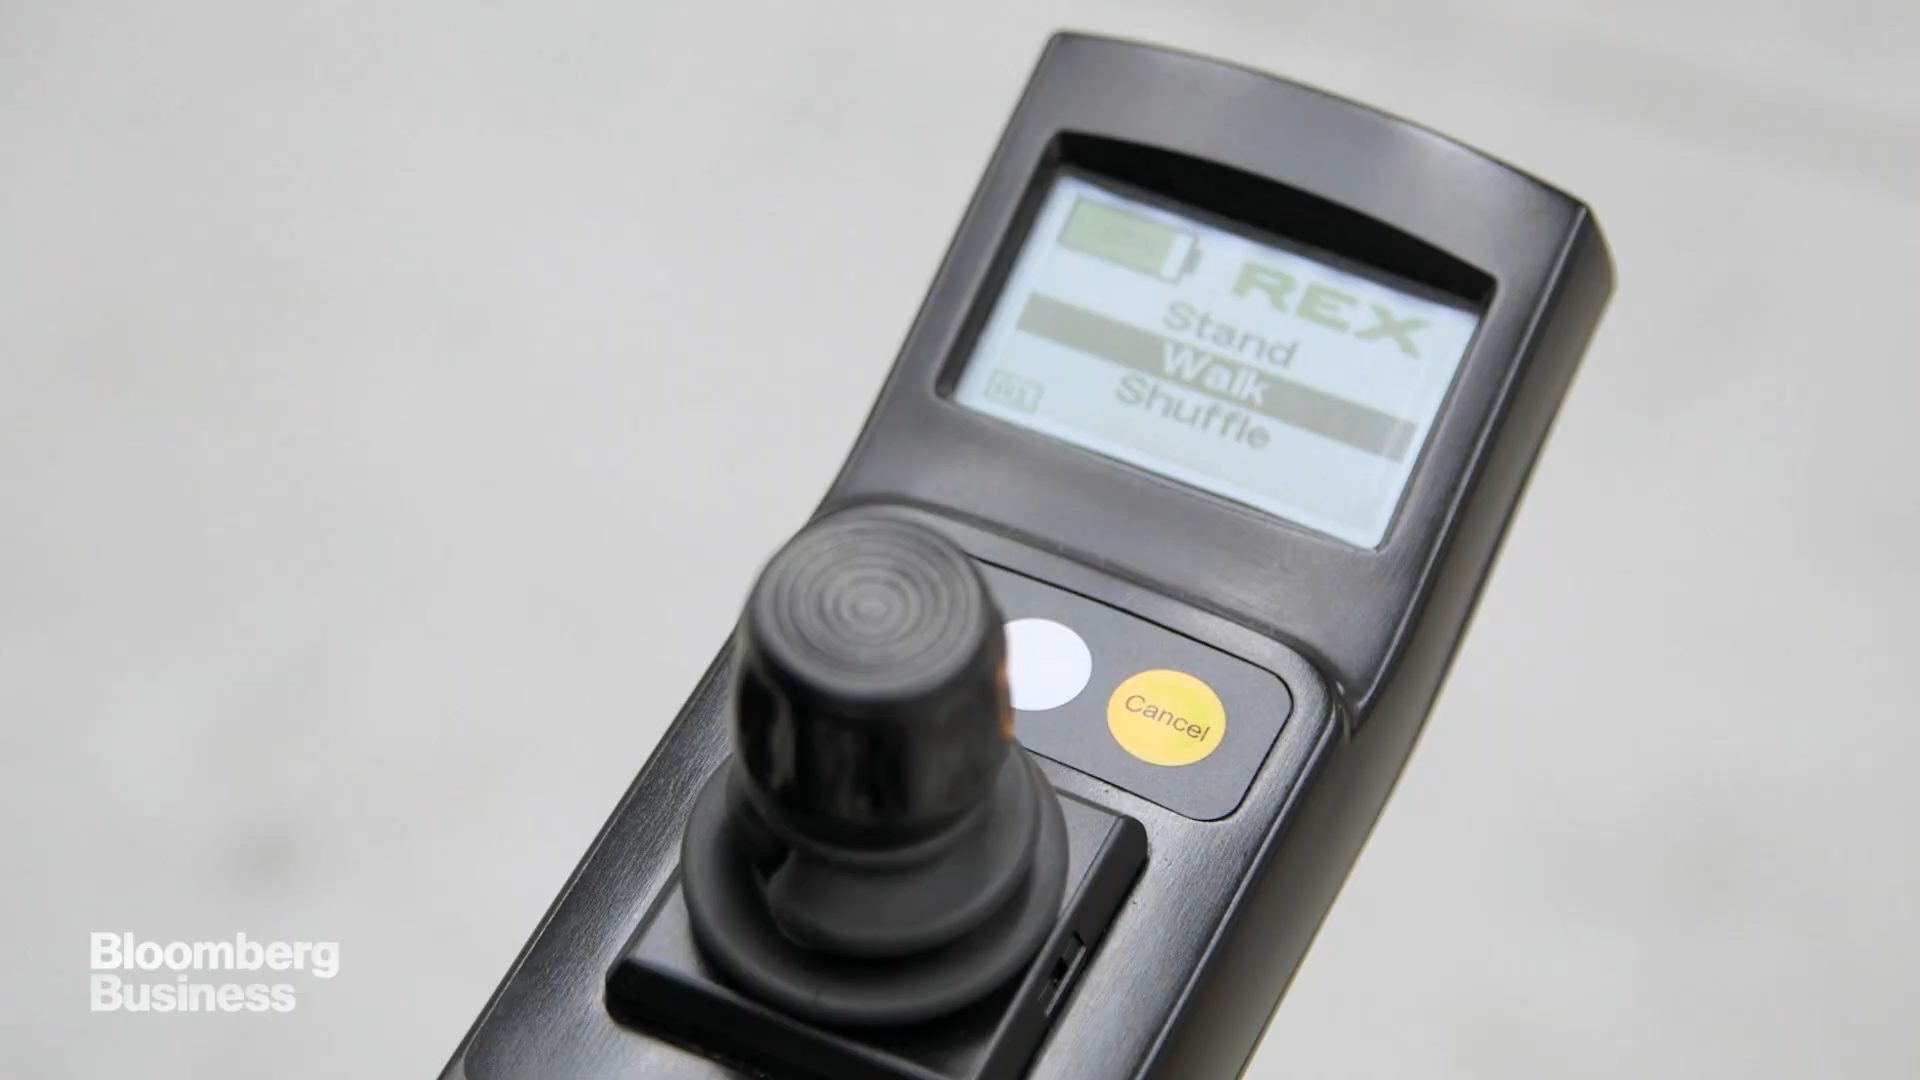 REX
Stand
Walk
Shuffle
Cancel
Bloomberg
Business